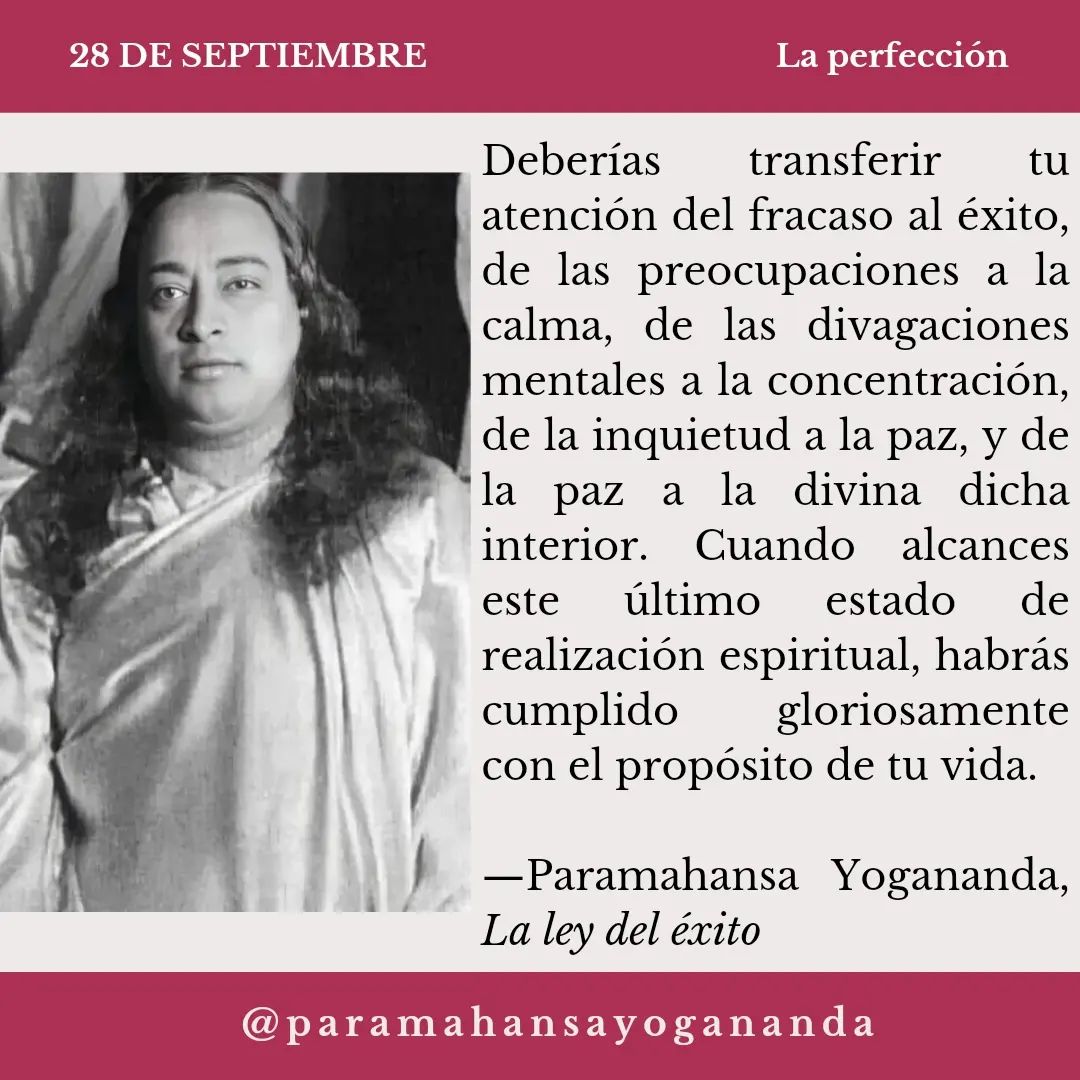 28 DE SEPTIEMBRE
La perfección
Deberías transferir tu
atención del fracaso al éxito,
de las preocupaciones a la
calma, de las divagaciones
mentales a la concentración,
de la inquietud a la paz, y de
la paz a la divina dicha
interior. Cuando alcances
este último estado de
realización espiritual, habrás
cumplido gloriosamente
con el propósito de tu vida.
—Paramahansa Yogananda,
La ley del éxito
@paramahansayogananda